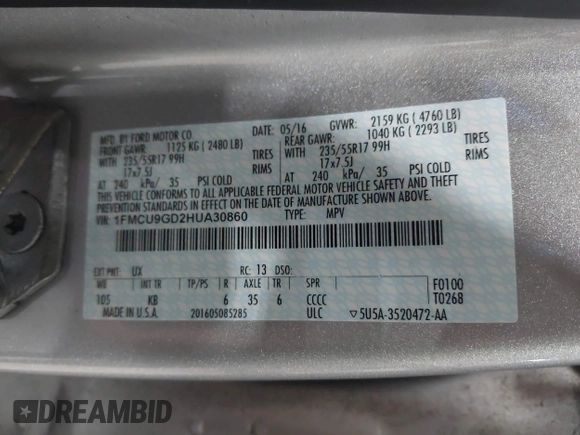 MFD. BY FORD MOTOR CO.
DATE: 05/16 GVWR: 2159 KG ( 4760 LB)
FRONT GAWR: 1125 KG ( 2480 LB)
REAR GAWR: 1040 KG ( 2293 LB)
WITH 235/55R17 99H TIRES
WITH 235/55R17 99H TIRES
17x7.5J RIMS
17x7.5J RIMS
AT 240 kPa/ 35 PSI COLD
AT 240 kPa/ 35 PSI COLD
THIS VEHICLE CONFORMS TO ALL APPLICABLE FEDERAL MOTOR VEHICLE SAFETY AND THEFT
PREVENTION STANDARDS IN EFFECT ON THE DATE OF MANUFACTURE SHOWN ABOVE.
VIN: 1FMCU9GD2HUA30860 TYPE: MPV
EXT PNT: UX RC: 13 DSO:
WB INT TR TP/PS R AXLE TR SPR
105 KB 6 35 6 CCCC
F0100
T0268
MADE IN U.S.A. 201605085285 ULC ▽5U5A-3520472-AA
DREAMBID